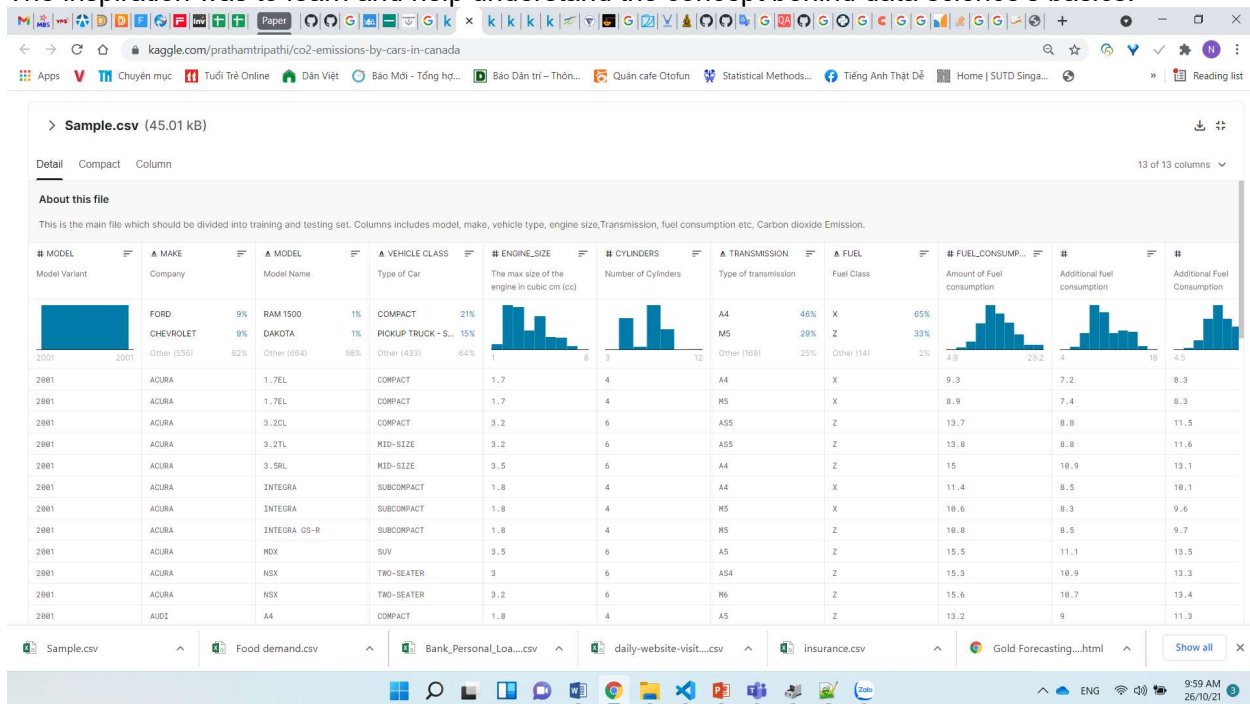 The inspiration was to learn and help understand the concept behind data science's basics.
kaggle.com/prathamtripathi/co2-emissions-by-cars-in-canada
Apps Chuyên mục Tuổi Trẻ Online Dân Việt Báo Mới - Tổng hợ... Báo Dân trí – Thôn... Quán cafe Otofun Statistical Methods... Tiếng Anh Thật Dễ Home | SUTD Singa... » Reading list
> Sample.csv (45.01 kB)
Detail Compact Column 13 of 13 columns
About this file
This is the main file which should be divided into training and testing set. Columns includes model, make, vehicle type, engine size,Transmission, fuel consumption etc, Carbon dioxide Emission.
# MODEL MAKE MODEL VEHICLE CLASS # ENGINE_SIZE # CYLINDERS TRANSMISSION FUEL # FUEL_CONSUMP... # #
Model Variant Company Model Name Type of Car The max size of the Number of Cylinders Type of transmission Fuel Class Amount of Fuel Additional fuel Additional Fuel
engine in cubic cm (cc) consumption consumption Consumption
FORD 9% RAM 1500 1% COMPACT 21% A4 46% X 65%
CHEVROLET 9% DAKOTA 1% PICKUP TRUCK - S... 15% M5 29% Z 33%
2001 2001 Other (556) 82% Other (664) 98% Other (433) 64% 1 8 3 12 Other (169) 25% Other (14) 2% 4.9 23.2 4 18 4.5
2001 ACURA 1.7EL COMPACT 1.7 4 A4 X 9.3 7.2 8.3
2001 ACURA 1.7EL COMPACT 1.7 4 M5 X 8.9 7.4 8.3
2001 ACURA 3.2CL COMPACT 3.2 6 AS5 Z 13.7 8.8 11.5
2001 ACURA 3.2TL MID-SIZE 3.2 6 AS5 Z 13.8 8.8 11.6
2001 ACURA 3.5RL MID-SIZE 3.5 6 A4 Z 15 10.9 13.1
2001 ACURA INTEGRA SUBCOMPACT 1.8 4 A4 X 11.4 8.5 10.1
2001 ACURA INTEGRA SUBCOMPACT 1.8 4 M5 X 10.6 8.3 9.6
2001 ACURA INTEGRA GS-R SUBCOMPACT 1.8 4 M5 Z 10.8 8.5 9.7
2001 ACURA MDX SUV 3.5 6 A5 Z 15.5 11.1 13.5
2001 ACURA NSX TWO-SEATER 3 6 AS4 Z 15.3 10.9 13.3
2001 ACURA NSX TWO-SEATER 3.2 6 M6 Z 15.6 10.7 13.4
2001 AUDI A4 COMPACT 1.8 4 A5 Z 13.2 9 11.3
Sample.csv Food demand.csv Bank_Personal_Loa....csv daily-website-visit....csv insurance.csv Gold Forecasting....html Show all
ENG 9:59 AM
26/10/21